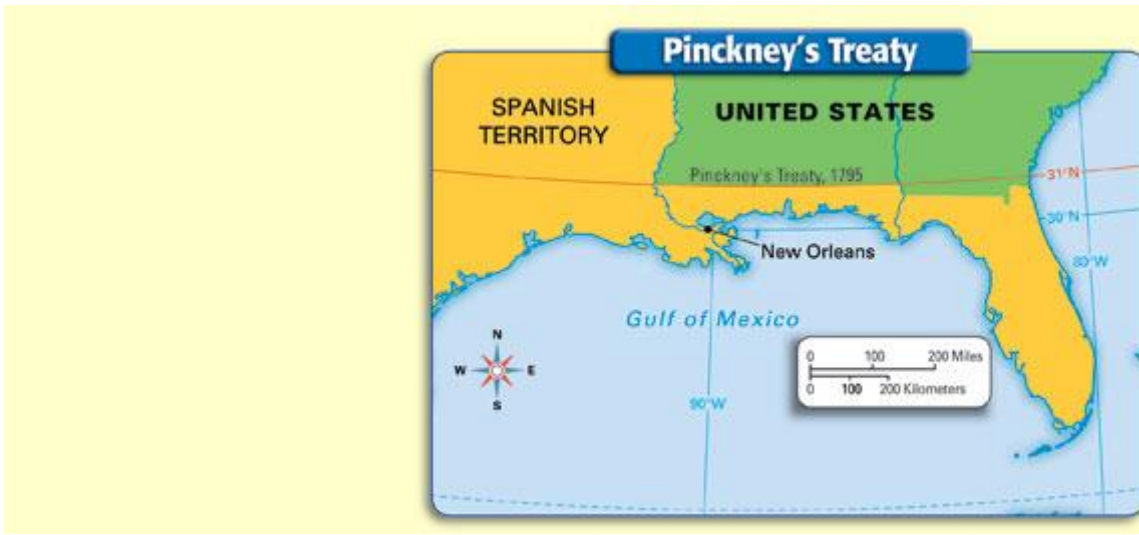 Pinckney's Treaty
SPANISH
TERRITORY
UNITED STATES
Pinckney's Treaty, 1795
31°N
30°N
New Orleans
80°W
Gulf of Mexico
N
W
E
S
0 100 200 Miles
0 100 200 Kilometers
90°W